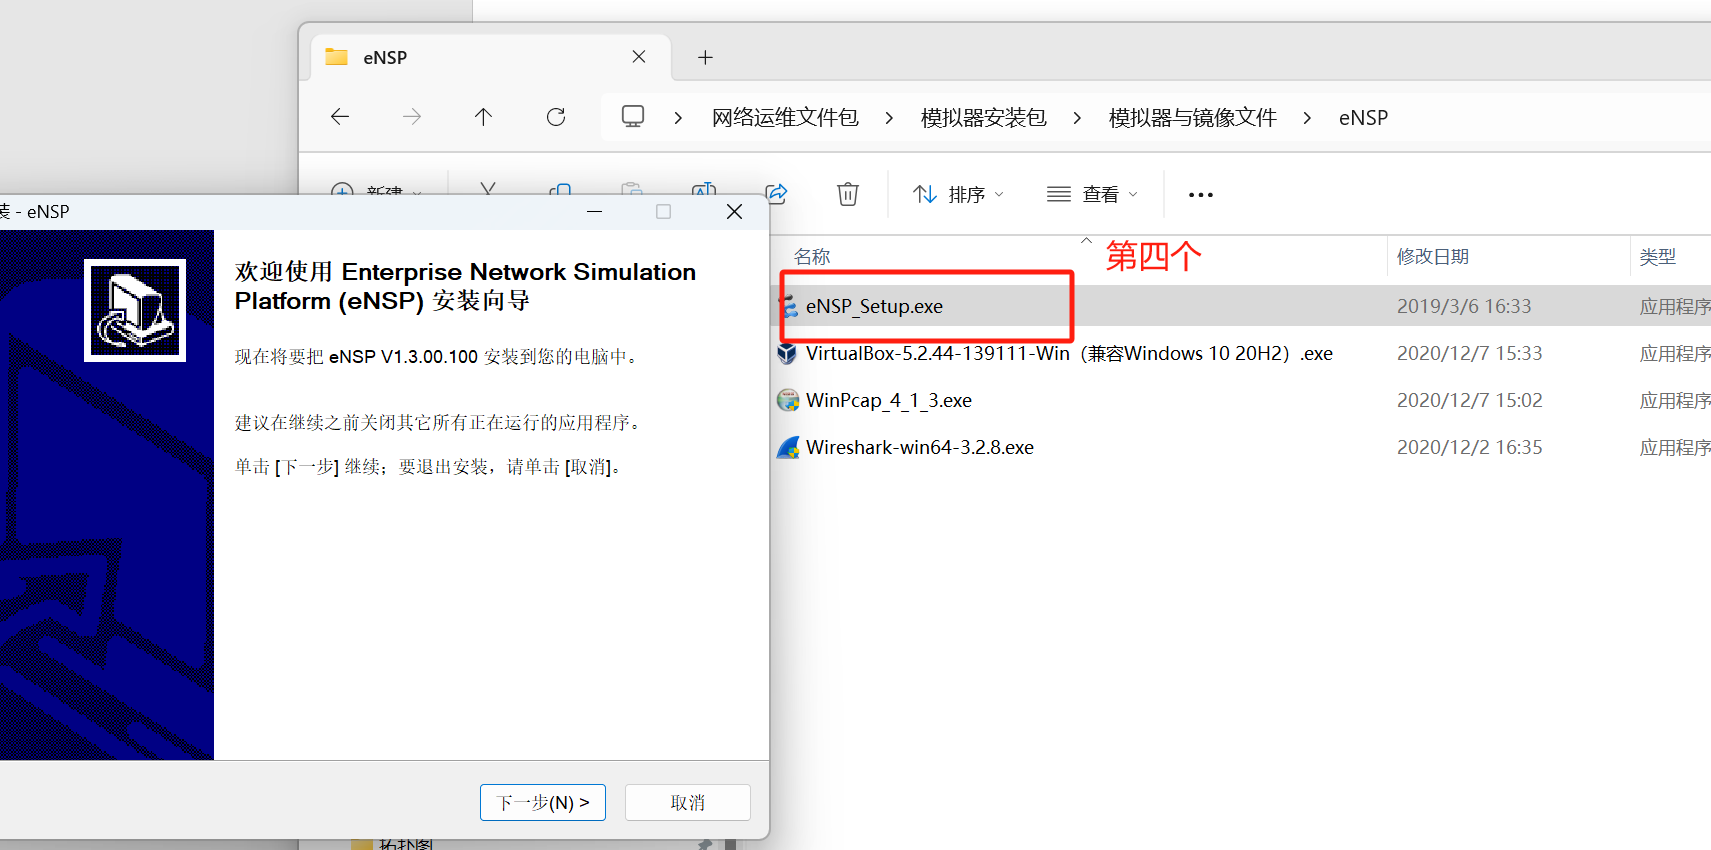 eNSP
网络运维文件包 > 模拟器安装包 > 模拟器与镜像文件 > eNSP
新建 排序 查看
装 - eNSP
欢迎使用 Enterprise Network Simulation
Platform (eNSP) 安装向导
现在将要把 eNSP V1.3.00.100 安装到您的电脑中。
建议在继续之前关闭其它所有正在运行的应用程序。
单击 [下一步] 继续；要退出安装，请单击 [取消]。
下一步(N) > 取消
名称 第四个 修改日期 类型
eNSP_Setup.exe 2019/3/6 16:33 应用程序
VirtualBox-5.2.44-139111-Win（兼容Windows 10 20H2）.exe 2020/12/7 15:33 应用程序
WinPcap_4_1_3.exe 2020/12/7 15:02 应用程序
Wireshark-win64-3.2.8.exe 2020/12/2 16:35 应用程序
拓扑图